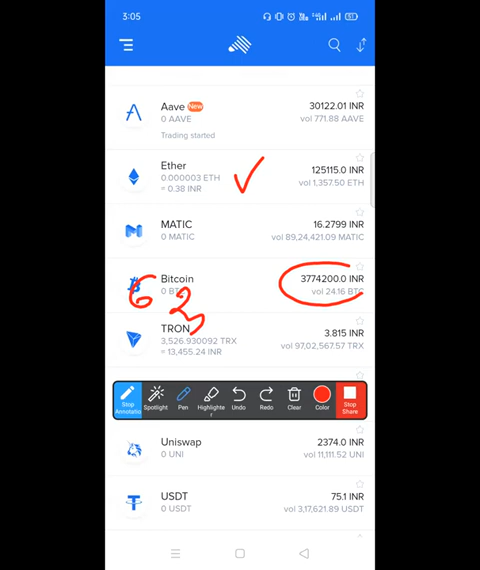 3:05
51
Aave New
30122.01 INR
0 AAVE
vol 771.88 AAVE
Trading started
Ether
125115.0 INR
0.000003 ETH
vol 1,357.50 ETH
= 0.38 INR
MATIC
16.2799 INR
0 MATIC
vol 89,24,421.09 MATIC
Bitcoin
3774200.0 INR
vol 24.16 BTC
6 2
TRON
3.815 INR
3,526.930092 TRX
vol 97,02,567.57 TRX
= 13,455.24 INR
Stop Annotatio
Spotlight
Pen
Highlighter
Undo
Redo
Clear
Color
Stop Share
Uniswap
2374.0 INR
0 UNI
vol 11,111.52 UNI
USDT
75.1 INR
0 USDT
vol 3,17,621.89 USDT